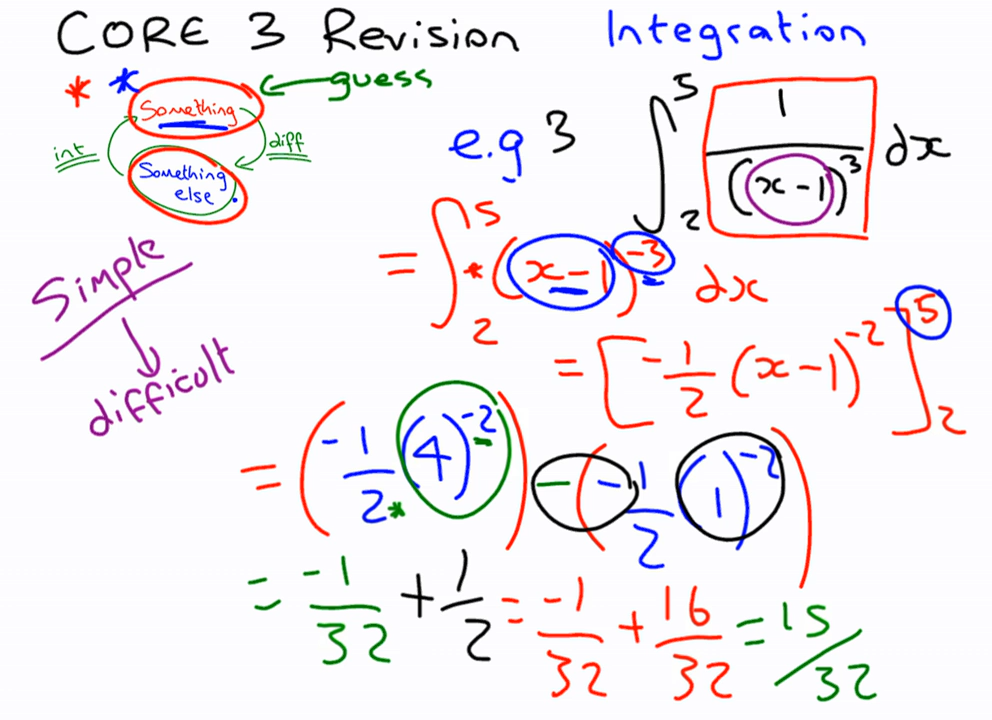 CORE 3 Revision Integration
* * Something ← guess
int diff
Something
else.
Simple
↓
difficult
e.g 3 ∫₂⁵ 1/(x-1)³ dx
= ∫₂⁵ * (x-1)⁻³ dx
= [-1/2 (x-1)⁻²]₂⁵
= (-1/2 * (4)⁻²) - (-1/2 (1)⁻²)
= -1/32 + 1/2 = -1/32 + 16/32 = 15/32